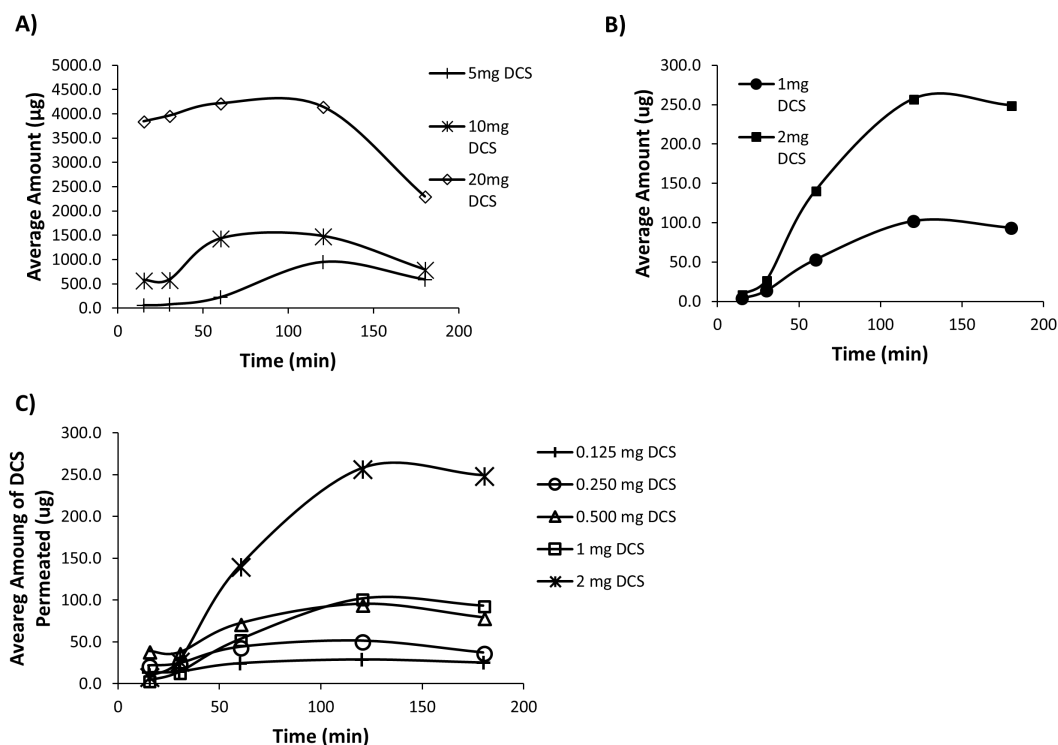 A)
5000.0
4500.0
4000.0
3500.0
3000.0
2500.0
2000.0
1500.0
1000.0
500.0
0.0
Average Amount (µg)
0 50 100 150 200
Time (min)
5mg DCS
10mg
DCS
20mg
DCS
B)
300.0
250.0
200.0
150.0
100.0
50.0
0.0
Average Amount (ug)
0 50 100 150 200
Time (min)
1mg
DCS
2mg
DCS
C)
300.0
250.0
200.0
150.0
100.0
50.0
0.0
Aveareg Amoung of DCS
Permeated (ug)
0 50 100 150 200
Time (min)
0.125 mg DCS
0.250 mg DCS
0.500 mg DCS
1 mg DCS
2 mg DCS